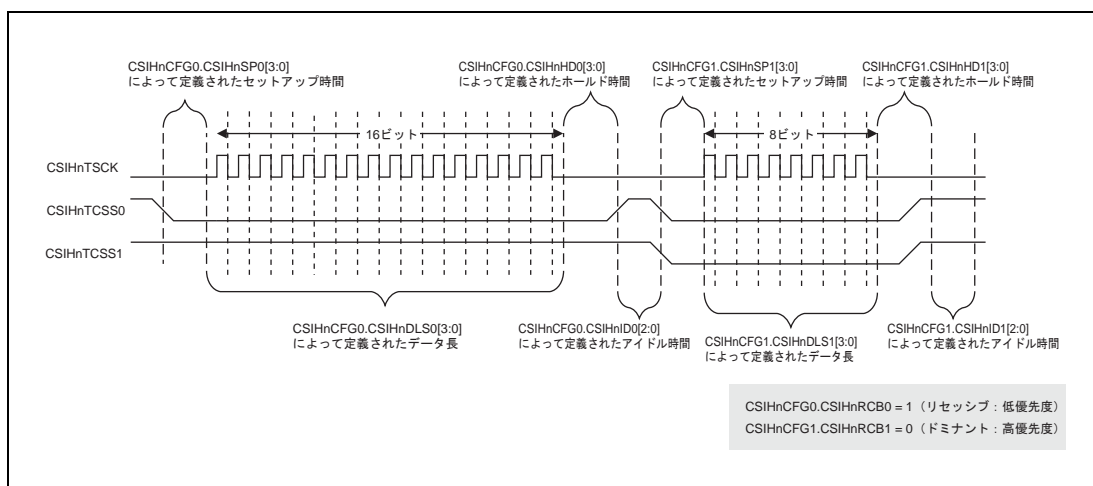 CSIHnCFG0.CSIHnSP0[3:0]
によって定義されたセットアップ時間
CSIHnCFG0.CSIHnHD0[3:0]
によって定義されたホールド時間
CSIHnCFG1.CSIHnSP1[3:0]
によって定義されたセットアップ時間
CSIHnCFG1.CSIHnHD1[3:0]
によって定義されたホールド時間
16ビット
8ビット
CSIHnTSCK
CSIHnTCSS0
CSIHnTCSS1
CSIHnCFG0.CSIHnDLS0[3:0]
によって定義されたデータ長
CSIHnCFG0.CSIHnID0[2:0]
によって定義されたアイドル時間
CSIHnCFG1.CSIHnDLS1[3:0]
によって定義されたデータ長
CSIHnCFG1.CSIHnID1[2:0]
によって定義されたアイドル時間
CSIHnCFG0.CSIHnRCB0 = 1（リセッシブ：低優先度）
CSIHnCFG1.CSIHnRCB1 = 0（ドミナント：高優先度）